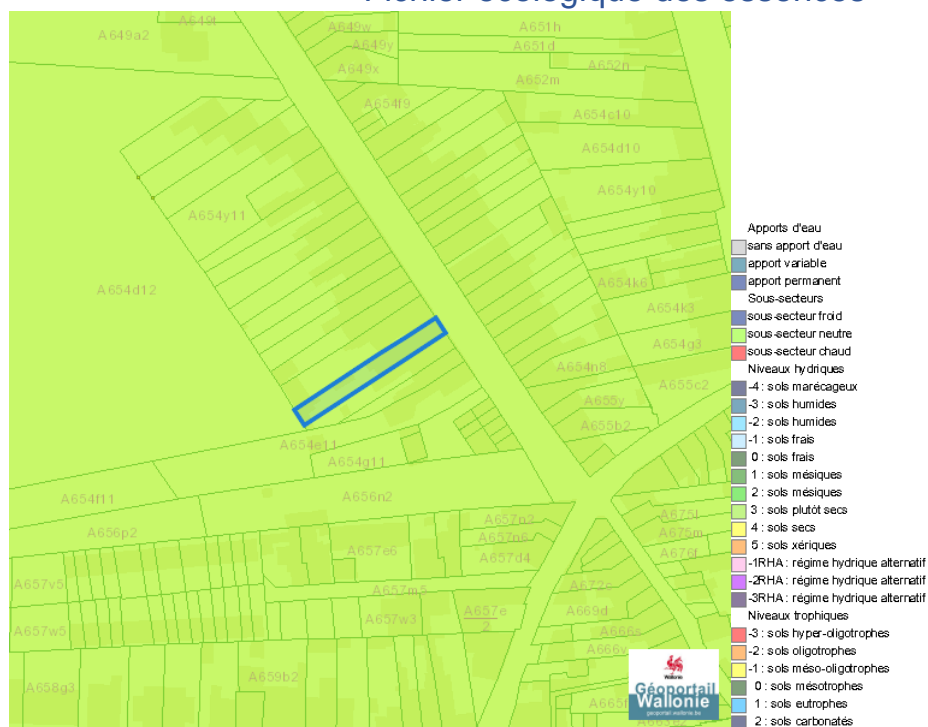 Fichier écologique des essences
A649t
A649a2
A649w
A649y
A649x
A651h
A651d
A652n
A652m
A654f9
A654c10
A654d10
A654y10
A654y11
A654d12
A654k6
A654k3
A654g3
A654n8
A655c2
A655y
A655b2
A654e11
A654g11
A654f11
A656n2
A656p2
A657n2
A657n6
A657e6
A657d4
A675l
A675m
A676f
A657v5
A657m5
A672c
A657w3
A657e
2
A669d
A657w5
A666s
A666v
A659b2
A658g3
A665f
Wallonie
Géoportail
Wallonie
geoportail.wallonie.be
Apports d'eau
sans apport d'eau
apport variable
apport permanent
Sous-secteurs
sous-secteur froid
sous-secteur neutre
sous-secteur chaud
Niveaux hydriques
-4 : sols marécageux
-3 : sols humides
-2 : sols humides
-1 : sols frais
0 : sols frais
1 : sols mésiques
2 : sols mésiques
3 : sols plutôt secs
4 : sols secs
5 : sols xériques
-1RHA : régime hydrique alternatif
-2RHA : régime hydrique alternatif
-3RHA : régime hydrique alternatif
Niveaux trophiques
-3 : sols hyper-oligotrophes
-2 : sols oligotrophes
-1 : sols méso-oligotrophes
0 : sols mésotrophes
1 : sols eutrophes
2 : sols carbonatés